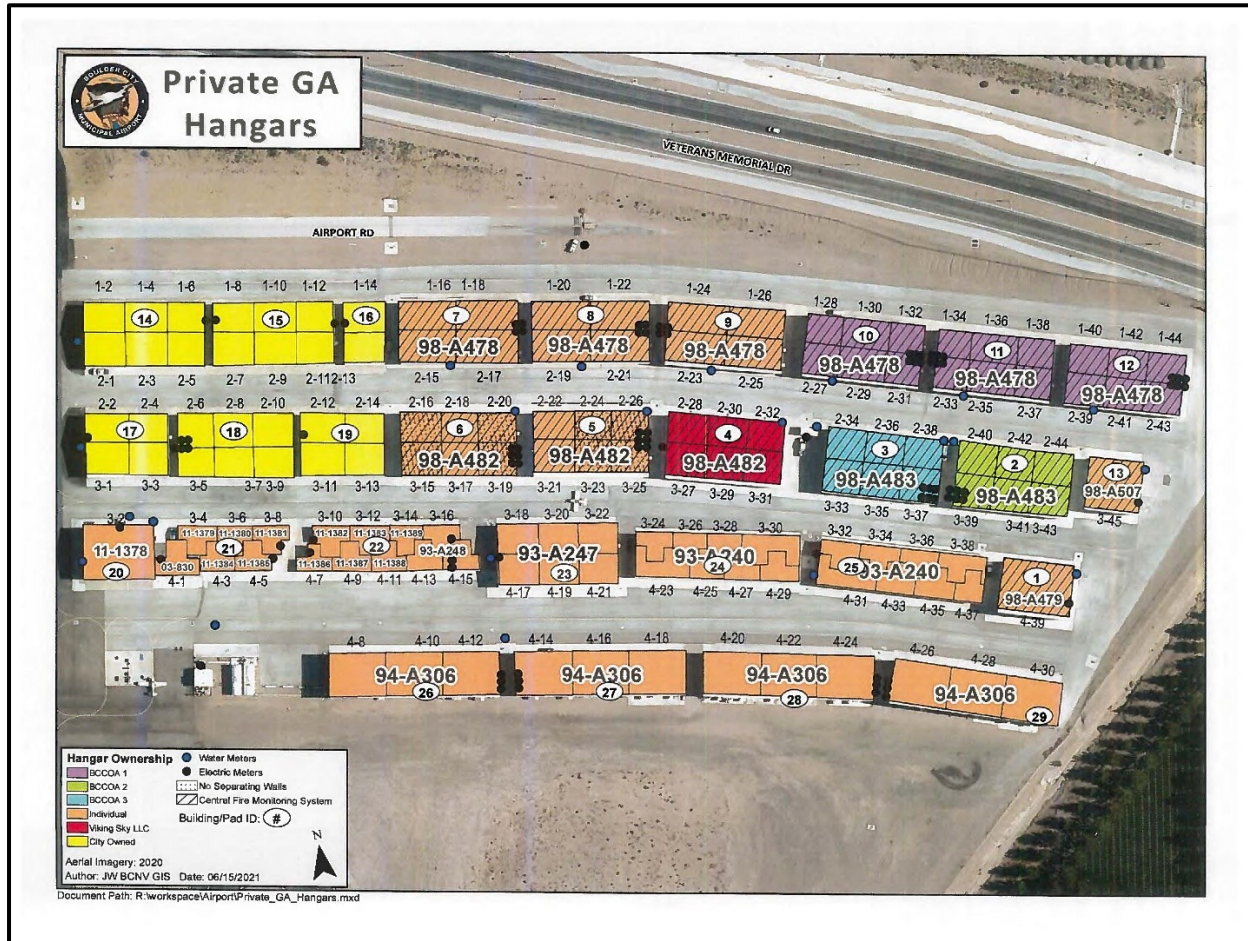 BOULDER CITY
MUNICIPAL AIRPORT
Private GA
Hangars
VETERANS MEMORIAL DR
AIRPORT RD
1-2 1-4 1-6 1-8 1-10 1-12 1-14 1-16 1-18 1-20 1-22 1-24 1-26 1-28 1-30 1-32 1-34 1-36 1-38 1-40 1-42 1-44
14 15 16 7 8 9 10 11 12
98-A478 98-A478 98-A478 98-A478 98-A478 98-A478
2-1 2-3 2-5 2-7 2-9 2-11 2-13 2-15 2-17 2-19 2-21 2-23 2-25 2-27 2-29 2-31 2-33 2-35 2-37 2-39 2-41 2-43
2-2 2-4 2-6 2-8 2-10 2-12 2-14 2-16 2-18 2-20 2-22 2-24 2-26 2-28 2-30 2-32 2-34 2-36 2-38 2-40 2-42 2-44
17 18 19 6 5 4 3 2 13
98-A482 98-A482 98-A482 98-A483 98-A483 98-A507
3-1 3-3 3-5 3-7 3-9 3-11 3-13 3-15 3-17 3-19 3-21 3-23 3-25 3-27 3-29 3-31 3-33 3-35 3-37 3-39 3-41 3-43 3-45
3-2 3-4 3-6 3-8 3-10 3-12 3-14 3-16 3-18 3-20 3-22 3-24 3-26 3-28 3-30 3-32 3-34 3-36 3-38
11-1379 11-1380 11-1381 11-1382 11-1383 11-1389
11-1378 21 22 93-A248 93-A247 93-A240 93-A240
03-830 11-1384 11-1385 11-1386 11-1387 11-1388
20 23 24 25 1
98-A479
4-1 4-3 4-5 4-7 4-9 4-11 4-13 4-15 4-17 4-19 4-21 4-23 4-25 4-27 4-29 4-31 4-33 4-35 4-37 4-39
4-8 4-10 4-12 4-14 4-16 4-18 4-20 4-22 4-24 4-26 4-28 4-30
94-A306 94-A306 94-A306 94-A306
26 27 28 29
Hangar Ownership
BCCOA 1
BCCOA 2
BCCOA 3
Individual
Viking Sky LLC
City Owned
Water Meters
Electric Meters
No Separating Walls
Central Fire Monitoring System
Building/Pad ID: #
N
Aerial Imagery: 2020
Author: JW BCNV GIS Date: 06/15/2021
Document Path: R:\workspace\Airport\Private_GA_Hangars.mxd